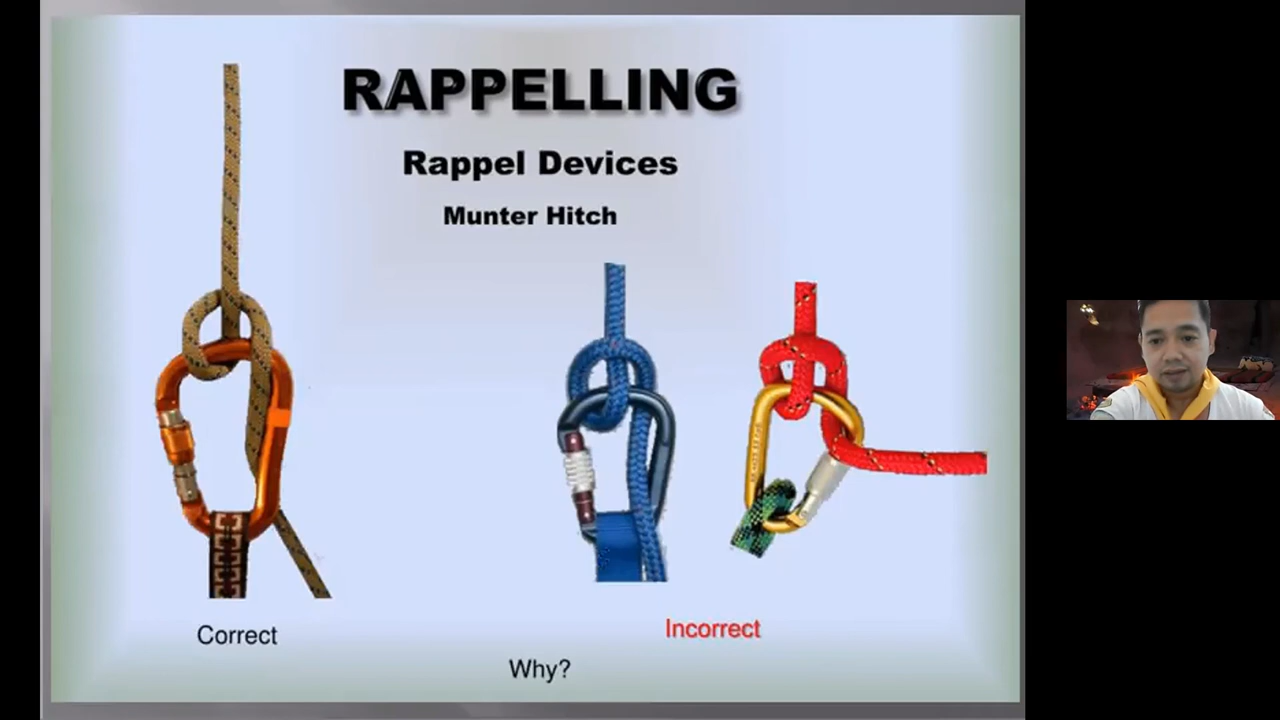 RAPPELLING
Rappel Devices
Munter Hitch
Correct
Incorrect
Why?